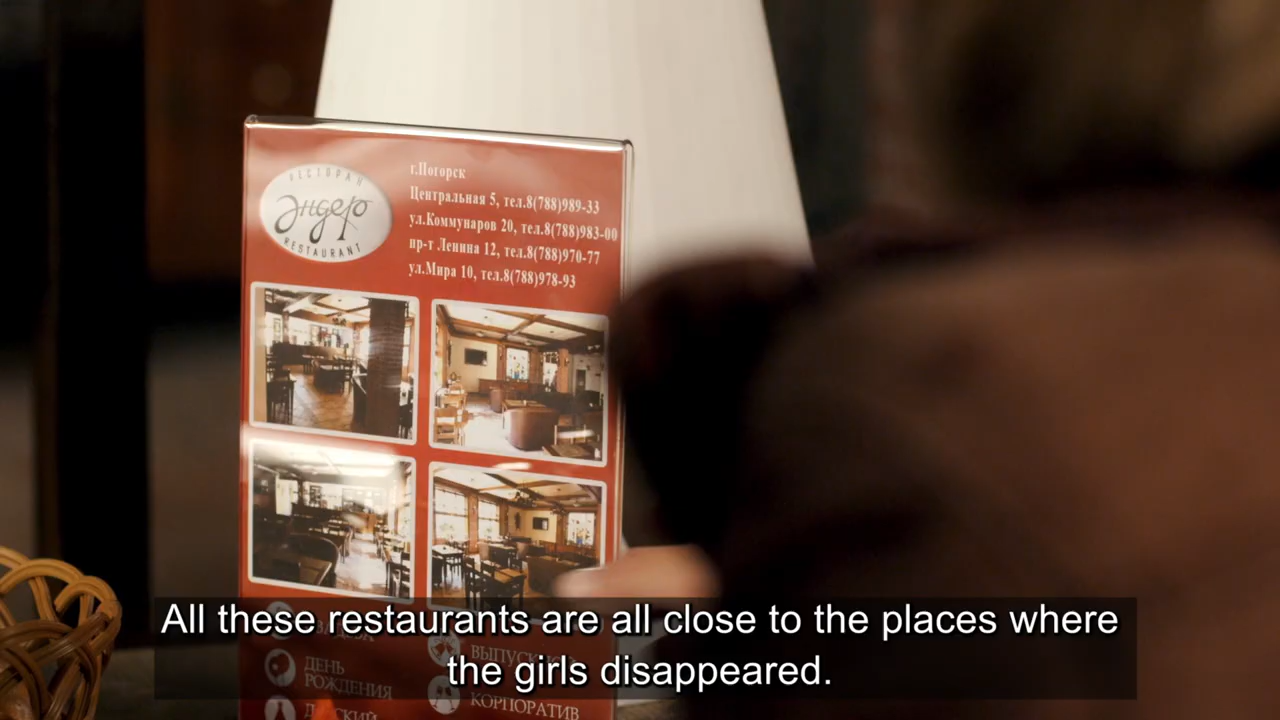 РЕСТОРАН
Эндер
RESTAURANT
г.Погорск
Центральная 5, тел.8(788)989-33
ул.Коммунаров 20, тел.8(788)983-00
пр-т Ленина 12, тел.8(788)970-77
ул.Мира 10, тел.8(788)978-93
All these restaurants are all close to the places where
the girls disappeared.
ДЕНЬ
РОЖДЕНИЯ
КОРПОРАТИВ